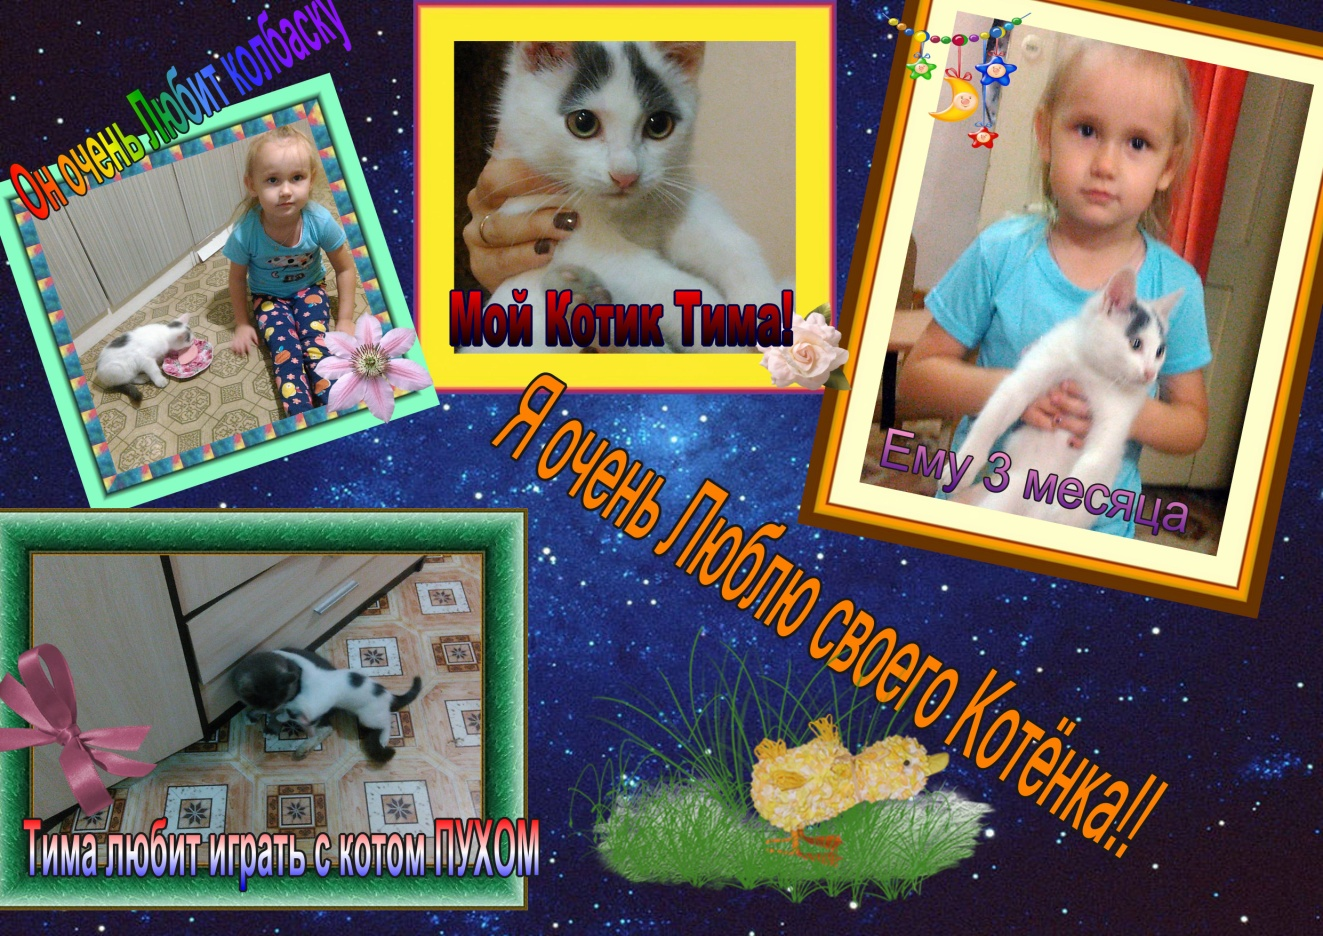 Он очень Любит колбаску
Мой Котик Тима!
Ему 3 месяца
Я очень Люблю своего Котёнка!!
Тима любит играть с котом ПУХОМ